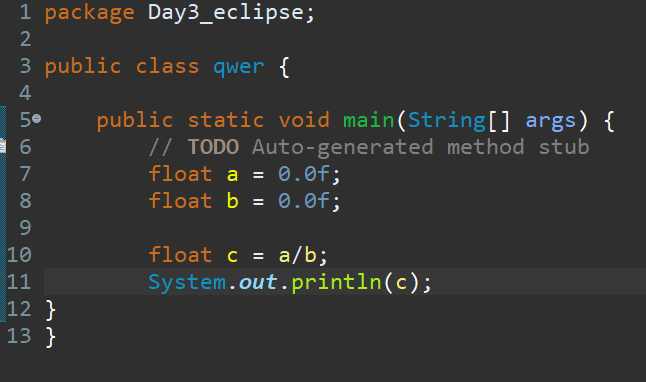 1 package Day3_eclipse;
2
3 public class qwer {
4
5 public static void main(String[] args) {
6 // TODO Auto-generated method stub
7 float a = 0.0f;
8 float b = 0.0f;
9
10 float c = a/b;
11 System.out.println(c);
12 }
13 }